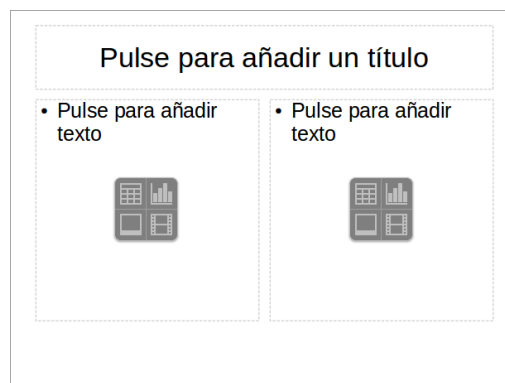 Pulse para añadir un título
• Pulse para añadir
texto
• Pulse para añadir
texto